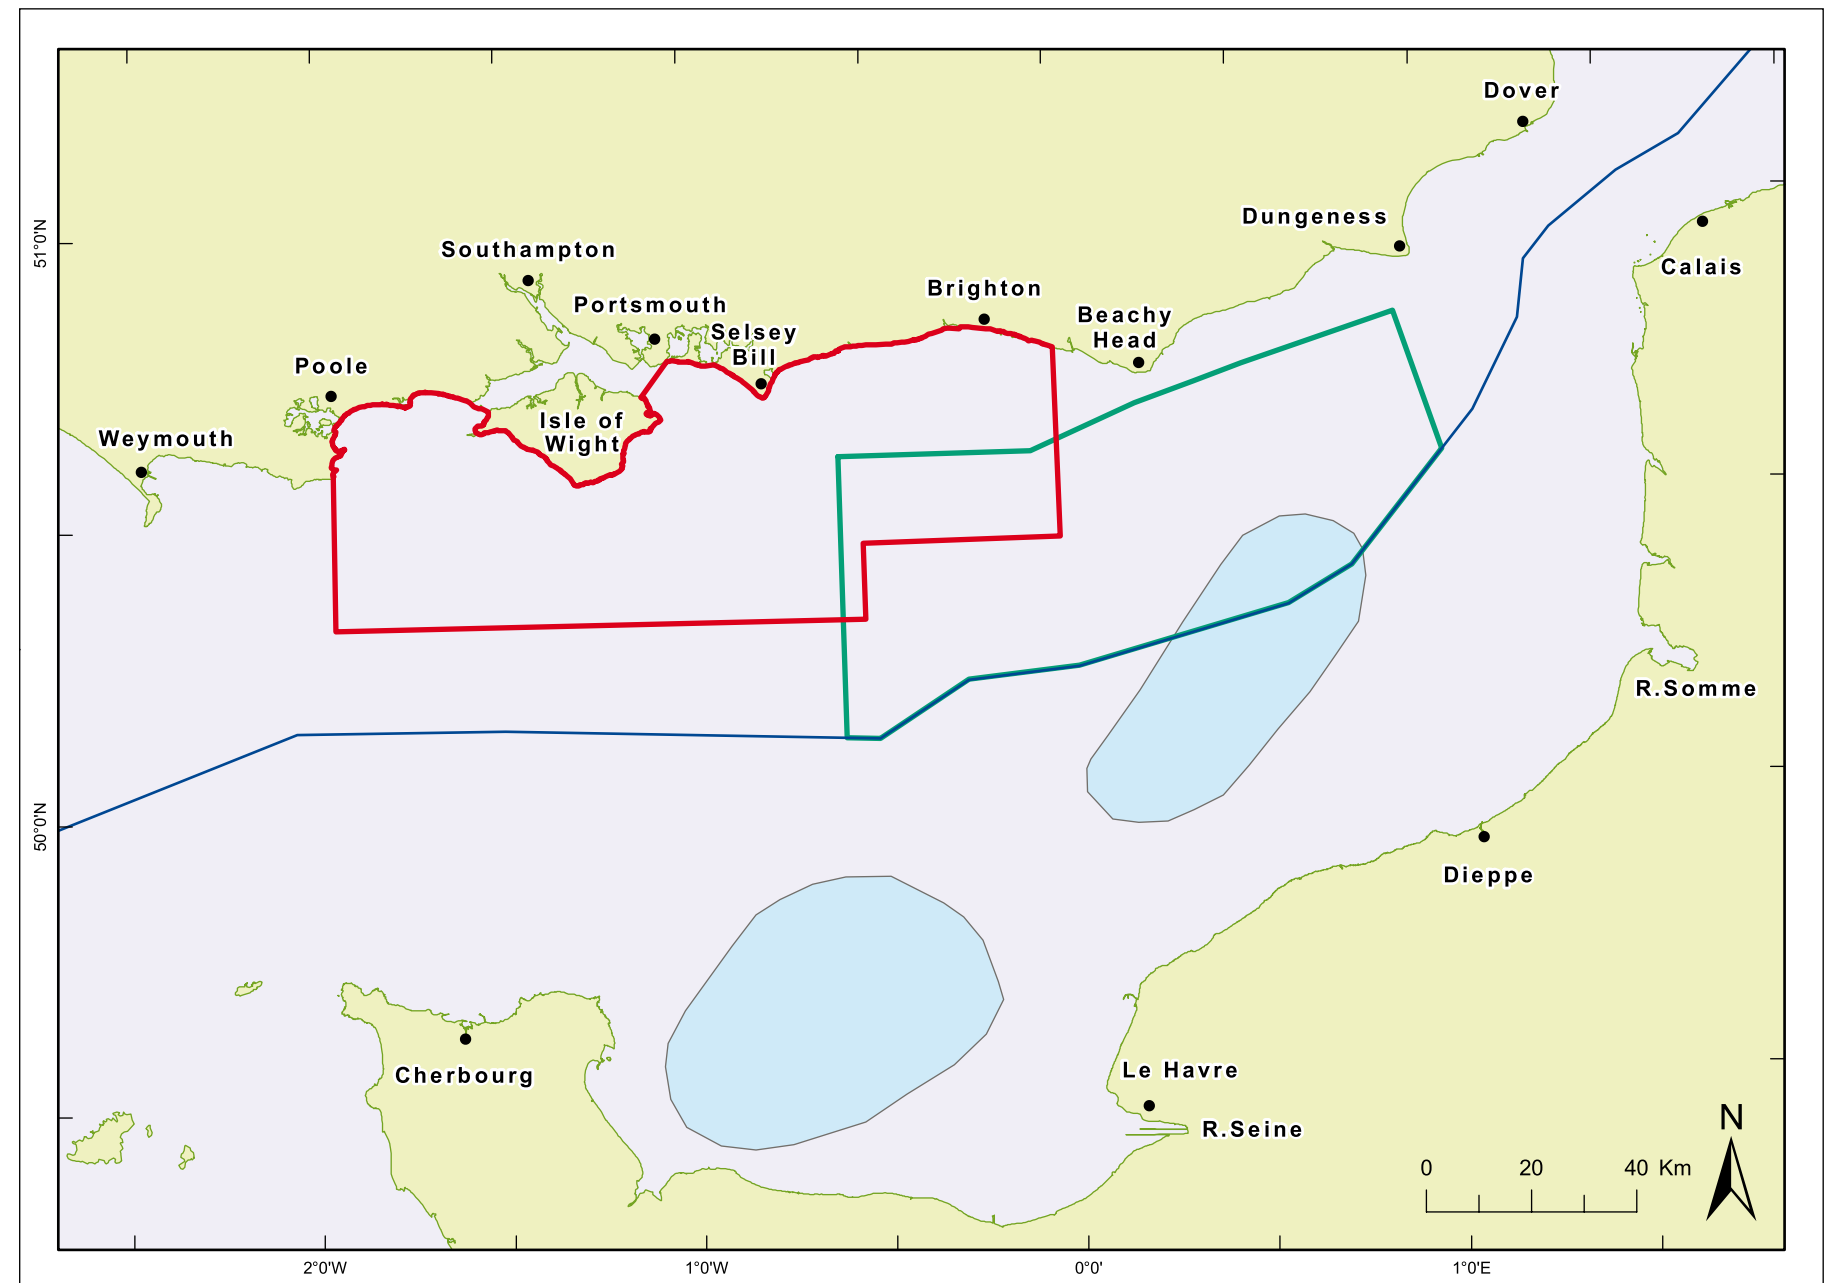 Dover
Dungeness
51°0'N
Southampton
Calais
Brighton
Portsmouth
Beachy
Head
Selsey
Bill
Poole
Isle of
Wight
Weymouth
R.Somme
50°0'N
Dieppe
Cherbourg
Le Havre
N
R.Seine
0 20 40 Km
2°0'W 1°0'W 0°0' 1°0'E